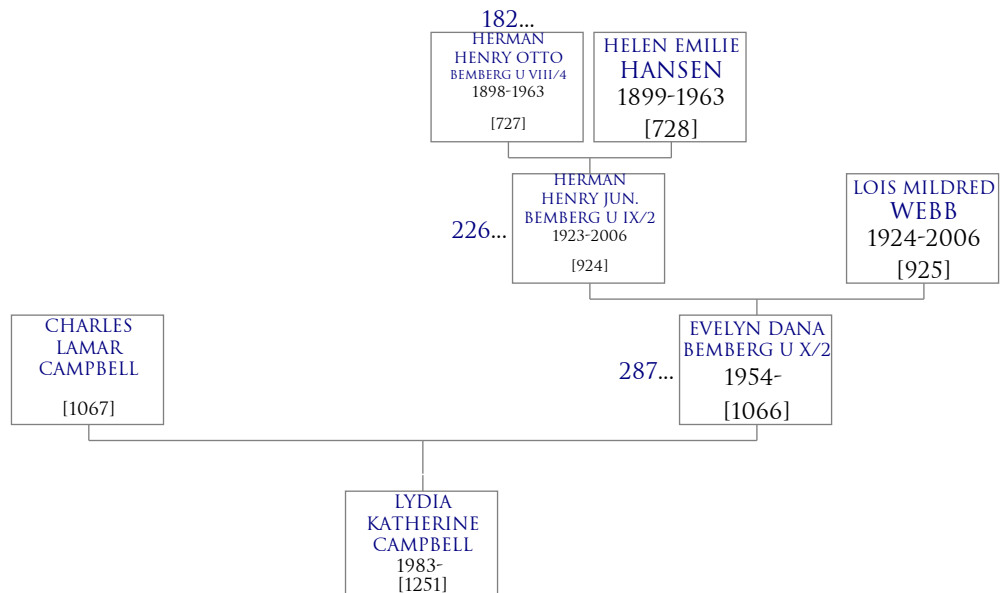 182...
HERMAN
HENRY OTTO
BEMBERG U VIII/4
1898-1963
[727]
HELEN EMILIE
HANSEN
1899-1963
[728]
226...
HERMAN
HENRY JUN.
BEMBERG U IX/2
1923-2006
[924]
LOIS MILDRED
WEBB
1924-2006
[925]
CHARLES
LAMAR
CAMPBELL
[1067]
287...
EVELYN DANA
BEMBERG U X/2
1954-
[1066]
LYDIA
KATHERINE
CAMPBELL
1983-
[1251]